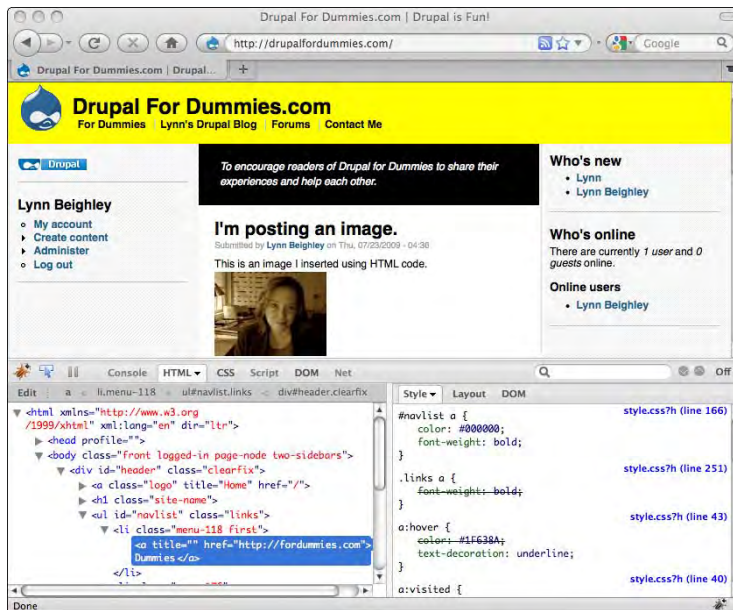 Drupal For Dummies.com | Drupal is Fun!
http://drupalfordummies.com/
Google
Drupal For Dummies.com | Drupal...
Drupal For Dummies.com
For Dummies Lynn's Drupal Blog Forums Contact Me
Drupal
Lynn Beighley
My account
Create content
Administer
Log out
To encourage readers of Drupal for Dummies to share their
experiences and help each other.
I'm posting an image.
Submitted by Lynn Beighley on Thu, 07/23/2009 - 04:30
This is an image I inserted using HTML code.
Who's new
Lynn
Lynn Beighley
Who's online
There are currently 1 user and 0
guests online.
Online users
Lynn Beighley
Console HTML CSS Script DOM Net
Off
Edit a < li.menu-118 < ul#navlist.links < div#header.clearfix
<html xmlns="http://www.w3.org
/1999/xhtml" xml:lang="en" dir="ltr">
<head profile="">
<body class="front logged-in page-node two-sidebars">
<div id="header" class="clearfix">
<a class="logo" title="Home" href="/">
<h1 class="site-name">
<ul id="navlist" class="links">
<li class="menu-118 first">
<a title="" href="http://fordummies.com">
Dummies</a>
</li>
Style Layout DOM
#navlist a { style.css?h (line 166)
color: #000000;
font-weight: bold;
}
.links a { style.css?h (line 251)
font-weight: bold;
}
a:hover { style.css?h (line 43)
color: #1F638A;
text-decoration: underline;
}
a:visited { style.css?h (line 40)
Done